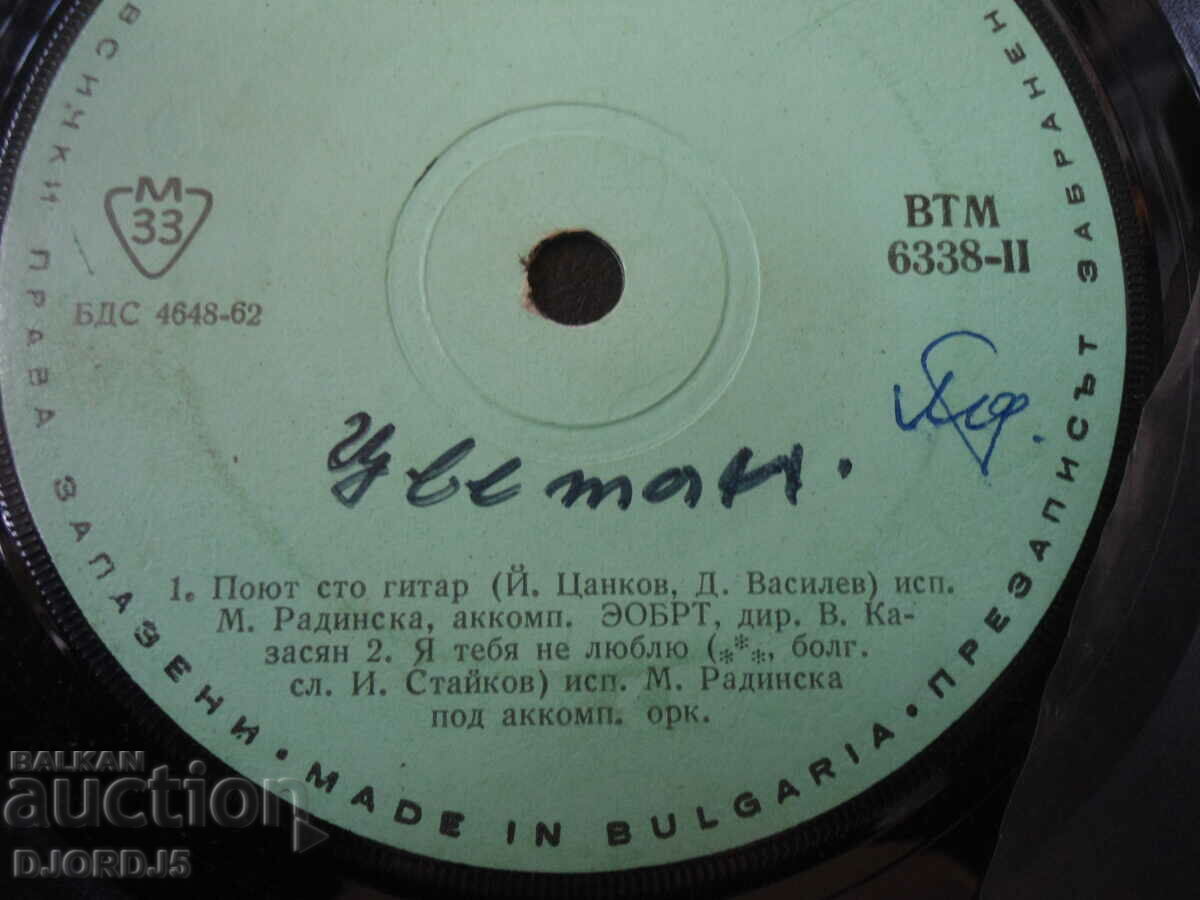 ВСИЧКИ ПРАВА ЗАПАЗЕНИ • MADE IN BULGARIA • ПРЕЗАПИСЪТ ЗАБРАНЕН
М
33
БДС 4648-62
ВТМ
6338-II
Цветан.
1. Поют сто гитар (Й. Цанков, Д. Василев) исп.
М. Радинска, аккомп. ЭОБРТ, дир. В. Ка-
засян 2. Я тебя не люблю (***, болг.
сл. И. Стайков) исп. М. Радинска
под аккомп. орк.
BALKAN
auction
DJORDJ5